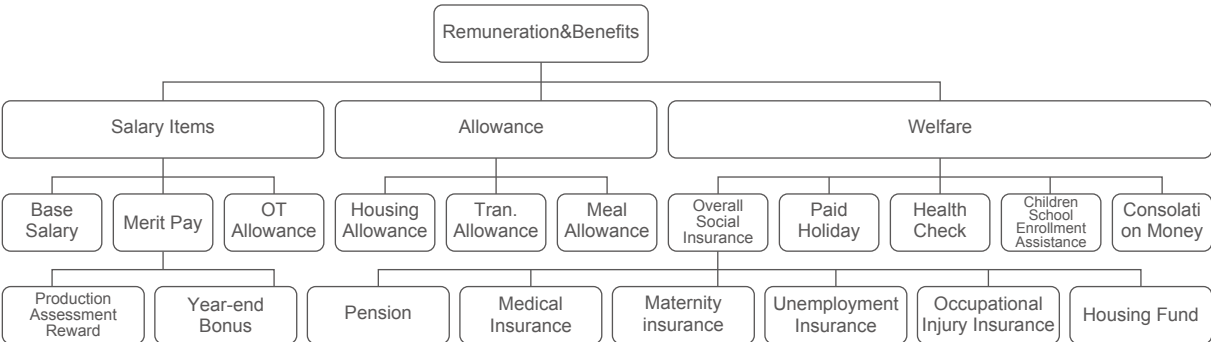 Remuneration&Benefits
Salary Items
Allowance
Welfare
Base
Salary
Merit Pay
OT
Allowance
Housing
Allowance
Tran.
Allowance
Meal
Allowance
Overall
Social
Insurance
Paid
Holiday
Health
Check
Children
School
Enrollment
Assistance
Consolati
on Money
Production
Assessment
Reward
Year-end
Bonus
Pension
Medical
Insurance
Maternity
insurance
Unemployment
Insurance
Occupational
Injury Insurance
Housing Fund